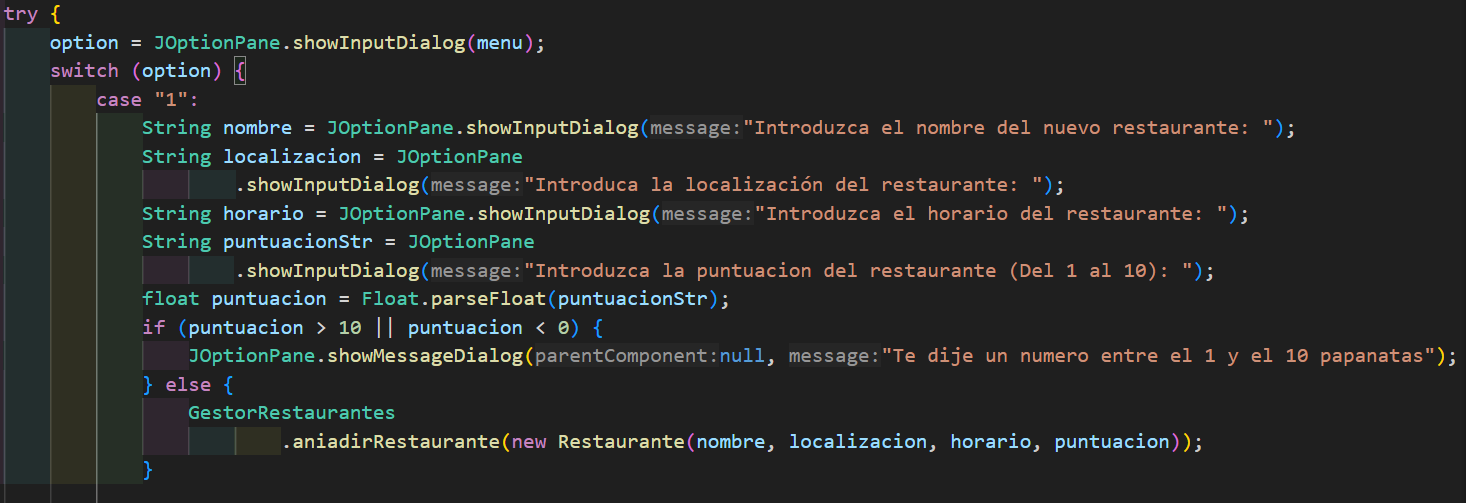 try {
option = JOptionPane.showInputDialog(menu);
switch (option) {
case "1":
String nombre = JOptionPane.showInputDialog(message:"Introduzca el nombre del nuevo restaurante: ");
String localizacion = JOptionPane
.showInputDialog(message:"Introduca la localización del restaurante: ");
String horario = JOptionPane.showInputDialog(message:"Introduzca el horario del restaurante: ");
String puntuacionStr = JOptionPane
.showInputDialog(message:"Introduzca la puntuacion del restaurante (Del 1 al 10): ");
float puntuacion = Float.parseFloat(puntuacionStr);
if (puntuacion > 10 || puntuacion < 0) {
JOptionPane.showMessageDialog(parentComponent:null, message:"Te dije un numero entre el 1 y el 10 papanatas");
} else {
GestorRestaurantes
.aniadirRestaurante(new Restaurante(nombre, localizacion, horario, puntuacion));
}